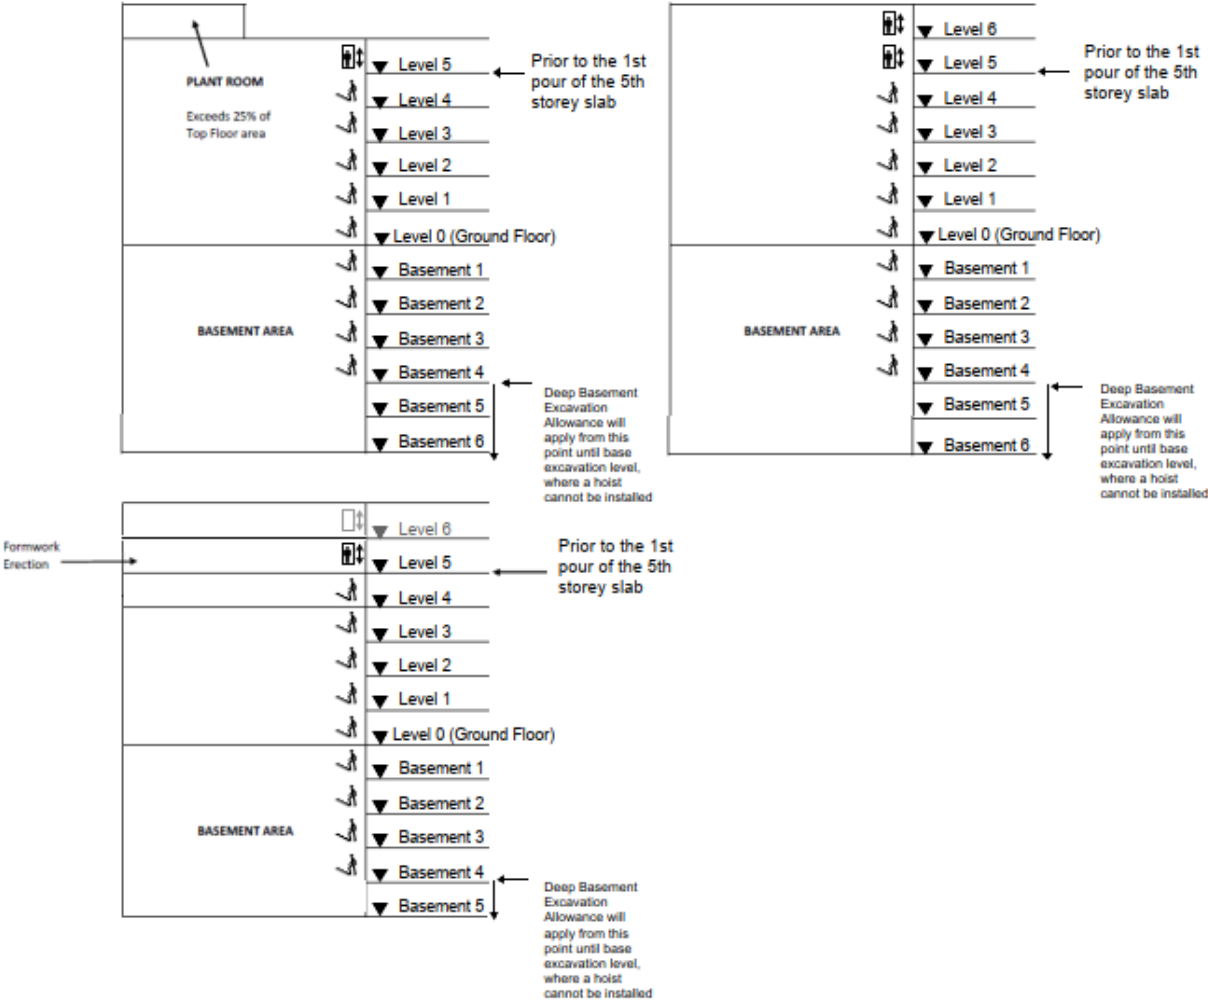 PLANT ROOM
Exceeds 25% of
Top Floor area
Level 5
Level 4
Level 3
Level 2
Level 1
Level 0 (Ground Floor)
Basement 1
Basement 2
Basement 3
Basement 4
Basement 5
Basement 6
BASEMENT AREA
Prior to the 1st
pour of the 5th
storey slab
Deep Basement
Excavation
Allowance will
apply from this
point until base
excavation level,
where a hoist
cannot be installed
Level 6
Level 5
Level 4
Level 3
Level 2
Level 1
Level 0 (Ground Floor)
Basement 1
Basement 2
Basement 3
Basement 4
Basement 5
Basement 6
BASEMENT AREA
Prior to the 1st
pour of the 5th
storey slab
Deep Basement
Excavation
Allowance will
apply from this
point until base
excavation level,
where a hoist
cannot be installed
Formwork
Erection
Level 6
Level 5
Level 4
Level 3
Level 2
Level 1
Level 0 (Ground Floor)
Basement 1
Basement 2
Basement 3
Basement 4
Basement 5
BASEMENT AREA
Prior to the 1st
pour of the 5th
storey slab
Deep Basement
Excavation
Allowance will
apply from this
point until base
excavation level,
where a hoist
cannot be installed